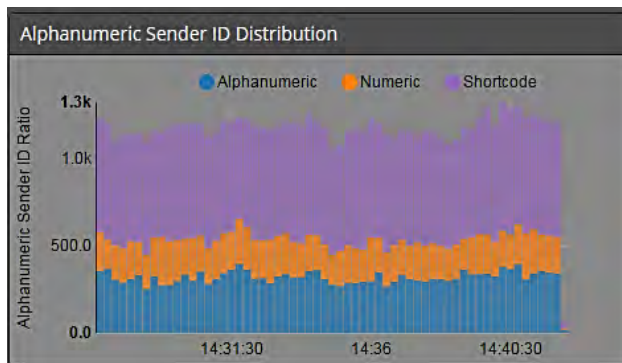 Alphanumeric Sender ID Distribution
Alphanumeric Numeric Shortcode
Alphanumeric Sender ID Ratio
1.3k
1.0k
500.0
0.0
14:31:30 14:36 14:40:30